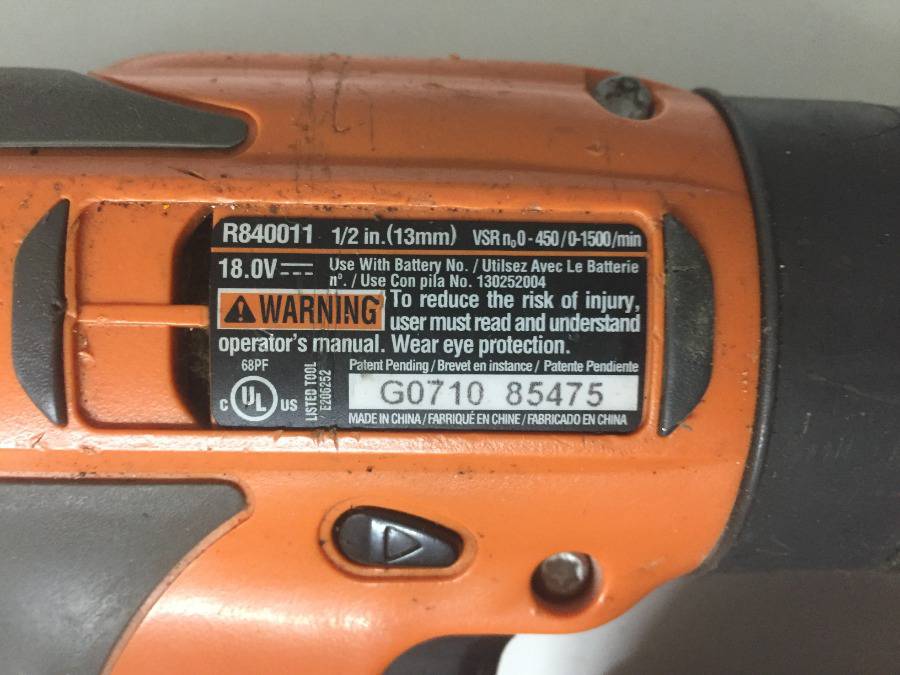 R840011 1/2 in.(13mm) VSR n₀0-450/0-1500/min
18.0V⎓ Use With Battery No. / Utilsez Avec Le Batterie
nº. / Use Con pila No. 130252004
⚠WARNING To reduce the risk of injury,
user must read and understand
operator's manual. Wear eye protection.
68PF
C UL US
LISTED TOOL
E206252
Patent Pending / Brevet en instance / Patente Pendiente
G0710 85475
MADE IN CHINA / FABRIQUÉ EN CHINE / FABRICADO EN CHINA